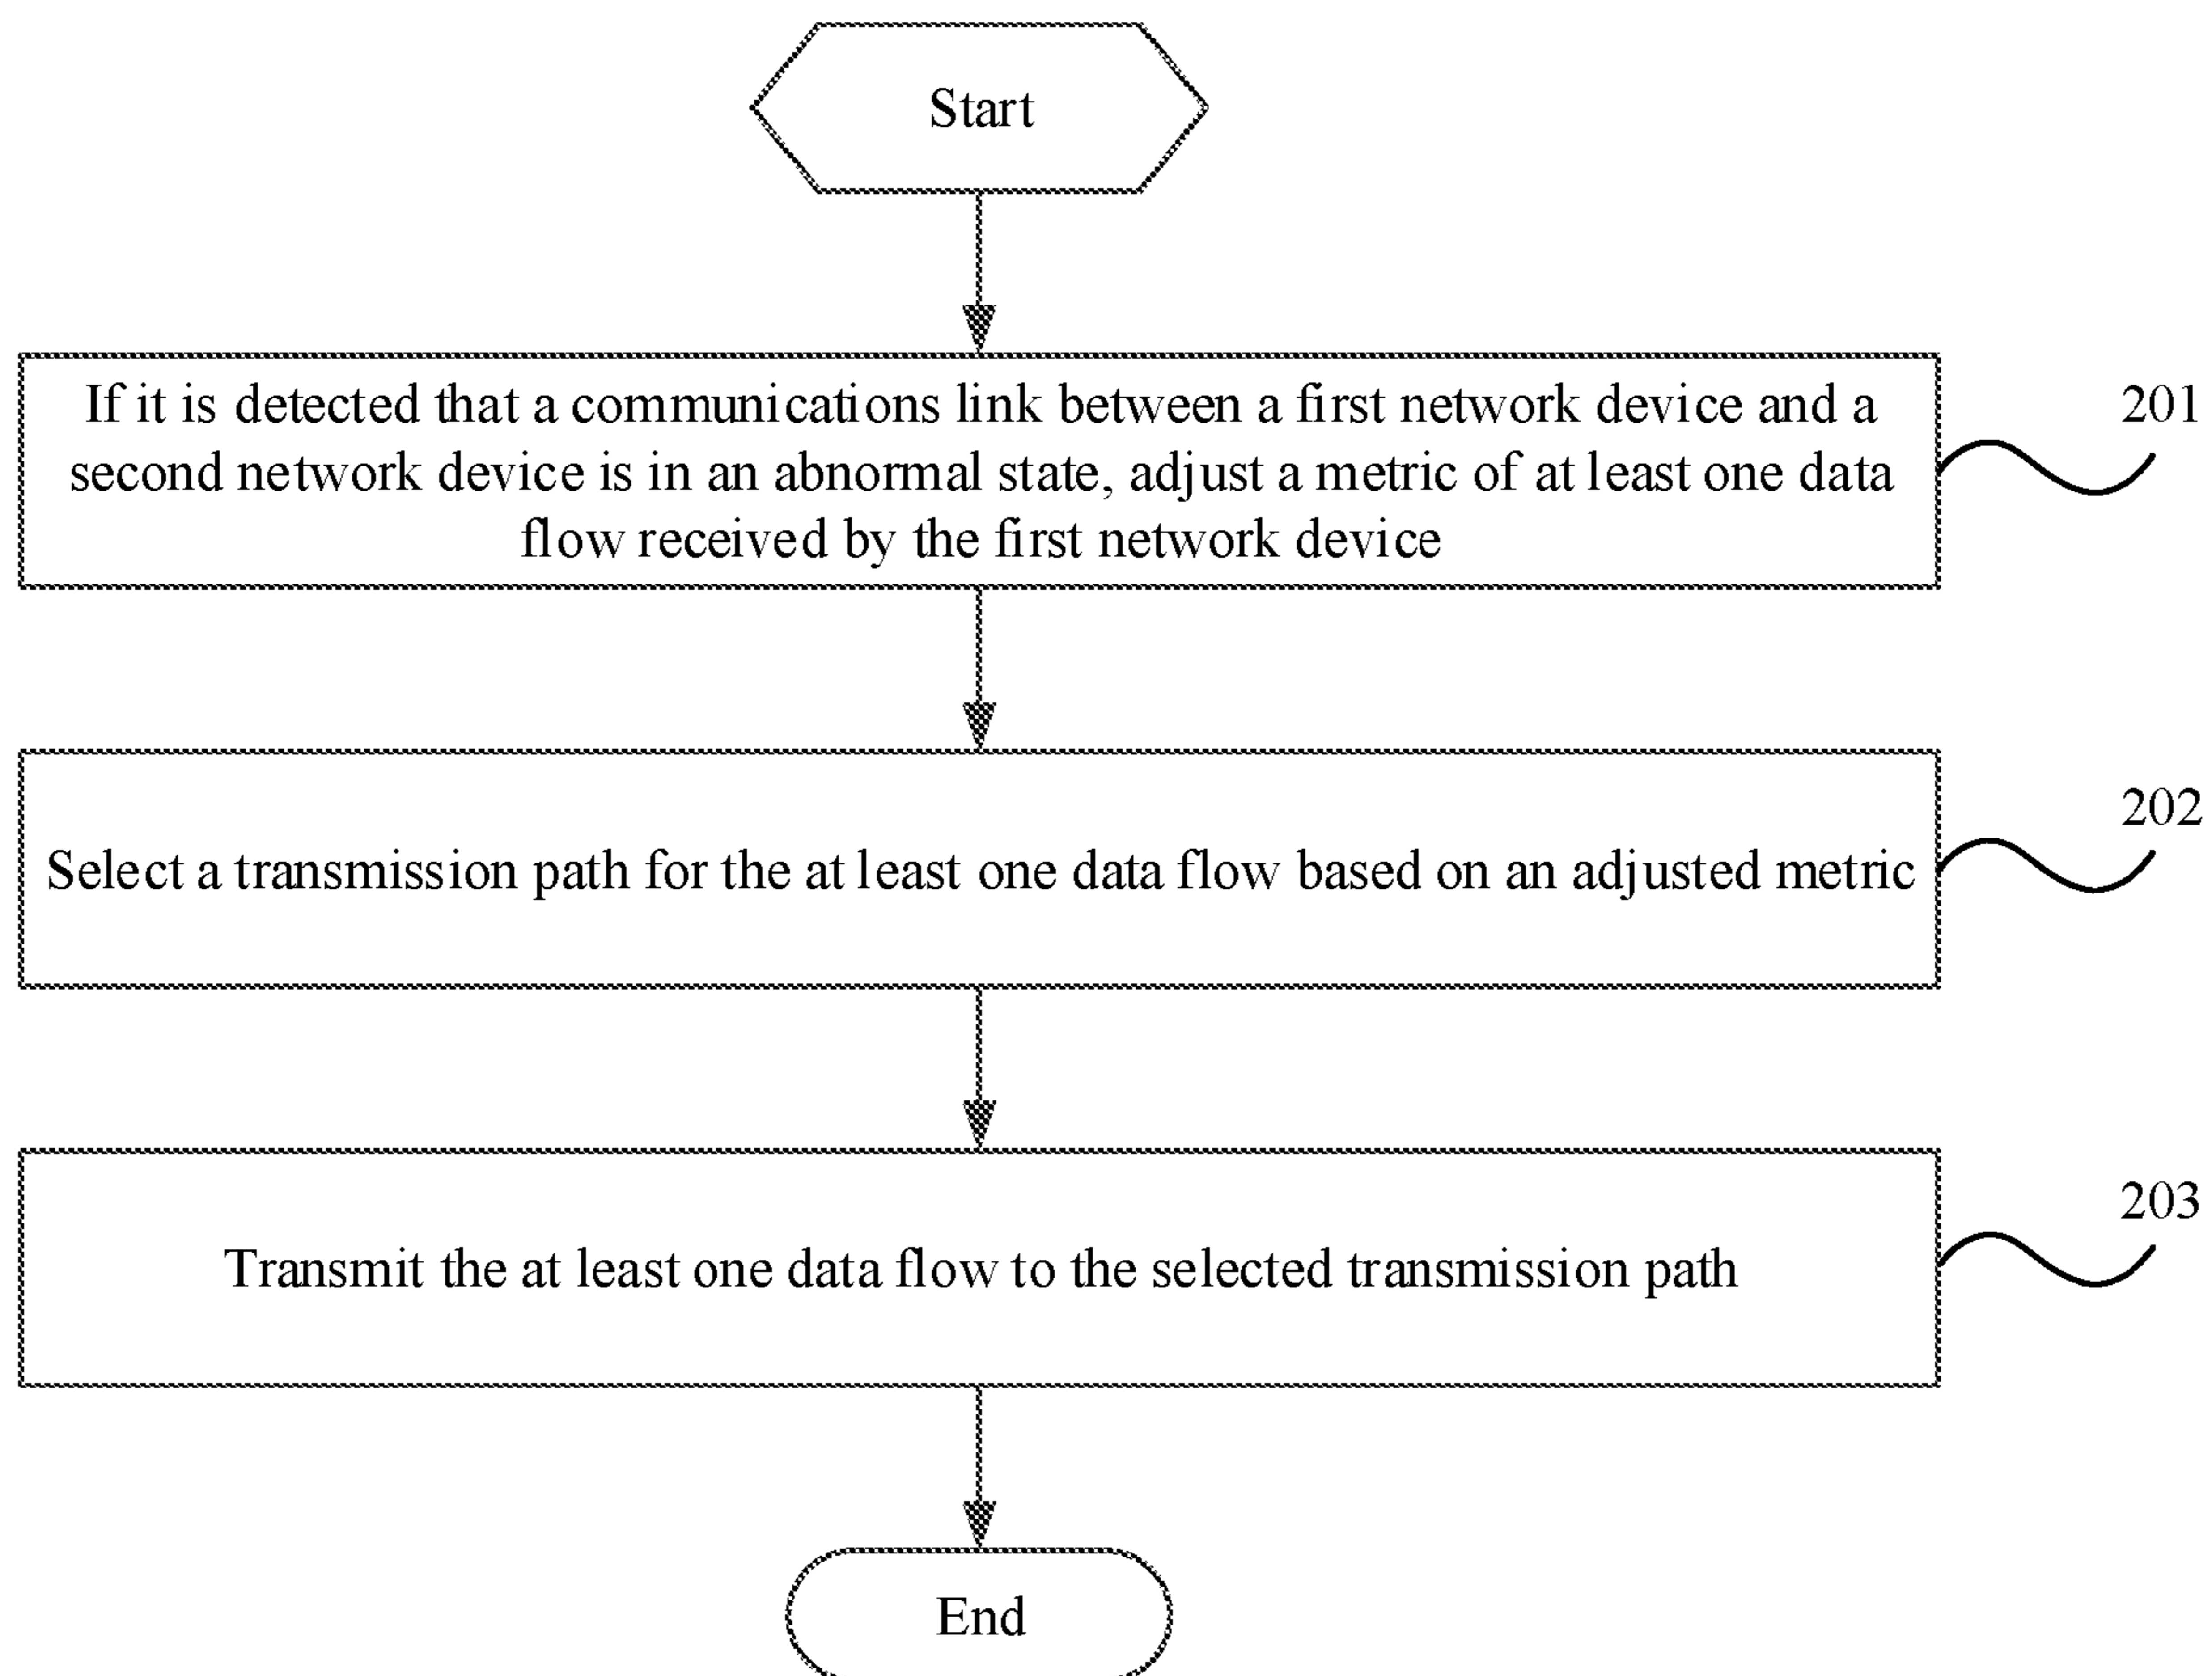 Start
If it is detected that a communications link between a first network device and a
second network device is in an abnormal state, adjust a metric of at least one data
flow received by the first network device
201
Select a transmission path for the at least one data flow based on an adjusted metric
202
Transmit the at least one data flow to the selected transmission path
203
End